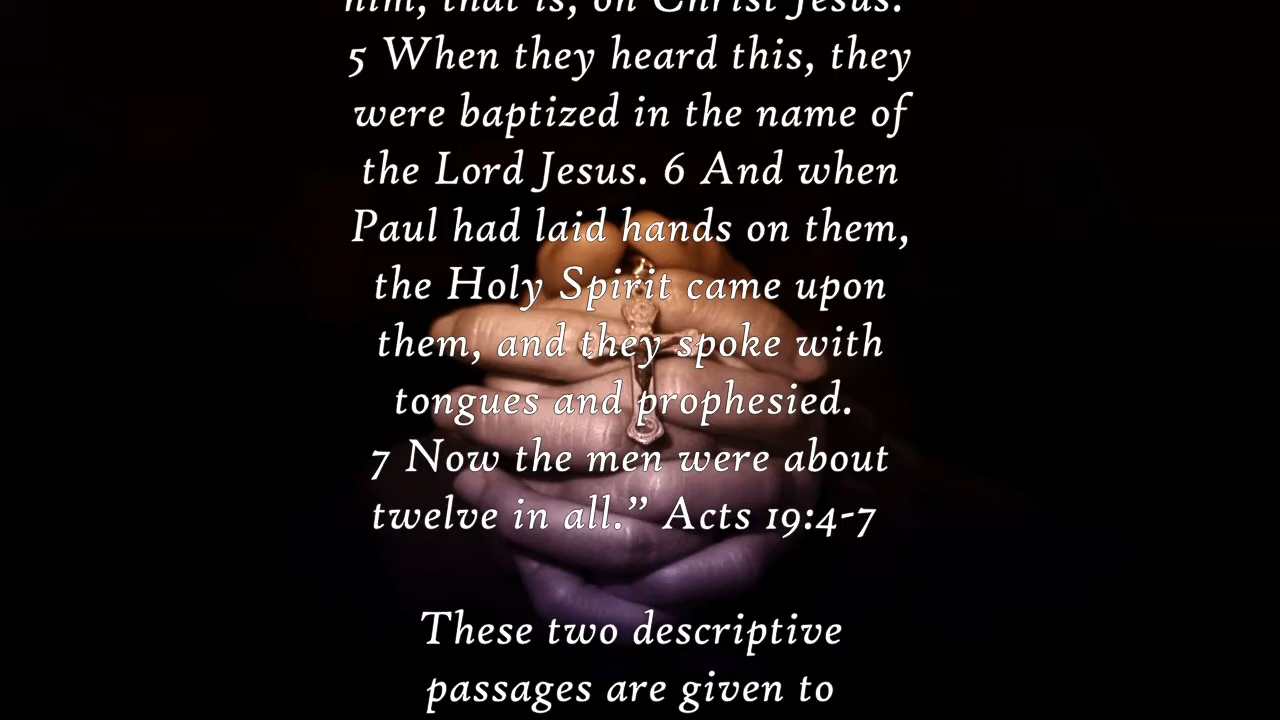 him, that is, on Christ Jesus.”
5 When they heard this, they
were baptized in the name of
the Lord Jesus. 6 And when
Paul had laid hands on them,
the Holy Spirit came upon
them, and they spoke with
tongues and prophesied.
7 Now the men were about
twelve in all.” Acts 19:4-7
These two descriptive
passages are given to